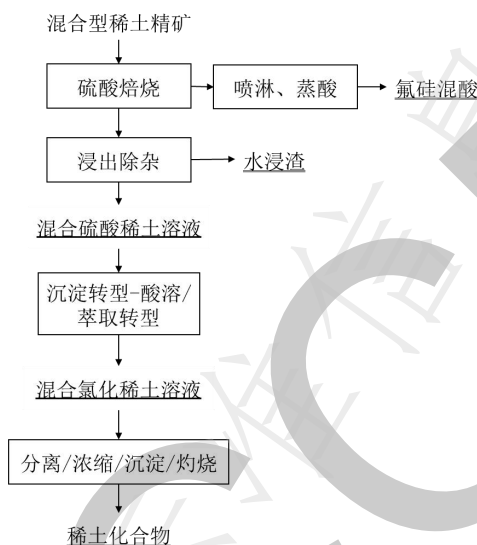 混合型稀土精矿
硫酸焙烧
喷淋、蒸酸
氟硅混酸
浸出除杂
水浸渣
混合硫酸稀土溶液
沉淀转型-酸溶/
萃取转型
混合氯化稀土溶液
分离/浓缩/沉淀/灼烧
稀土化合物